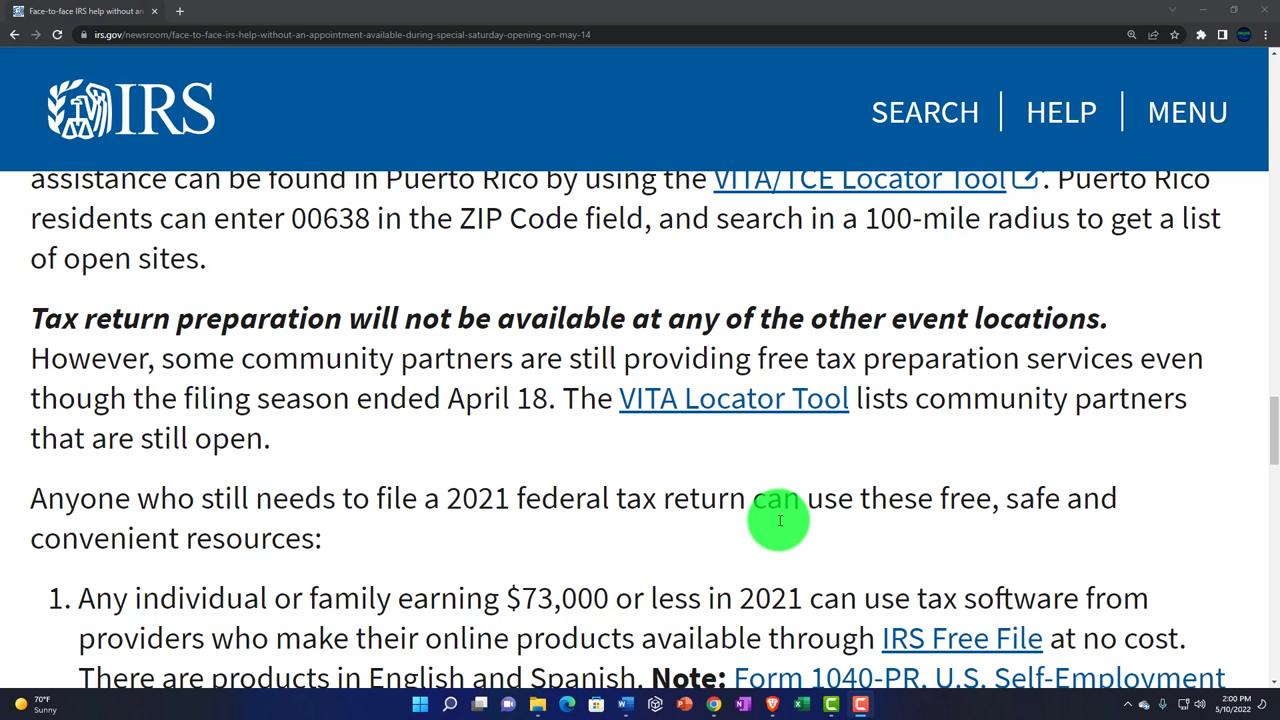 Face-to-face IRS help without an
irs.gov/newsroom/face-to-face-irs-help-without-an-appointment-available-during-special-saturday-opening-on-may-14
IRS
SEARCH
HELP
MENU
assistance can be found in Puerto Rico by using the VITA/TCE Locator Tool. Puerto Rico
residents can enter 00638 in the ZIP Code field, and search in a 100-mile radius to get a list
of open sites.
Tax return preparation will not be available at any of the other event locations.
However, some community partners are still providing free tax preparation services even
though the filing season ended April 18. The VITA Locator Tool lists community partners
that are still open.
Anyone who still needs to file a 2021 federal tax return can use these free, safe and
convenient resources:
1. Any individual or family earning $73,000 or less in 2021 can use tax software from
providers who make their online products available through IRS Free File at no cost.
There are products in English and Spanish. Note: Form 1040-PR, U.S. Self-Employment
70°F
Sunny
2:00 PM
5/10/2022